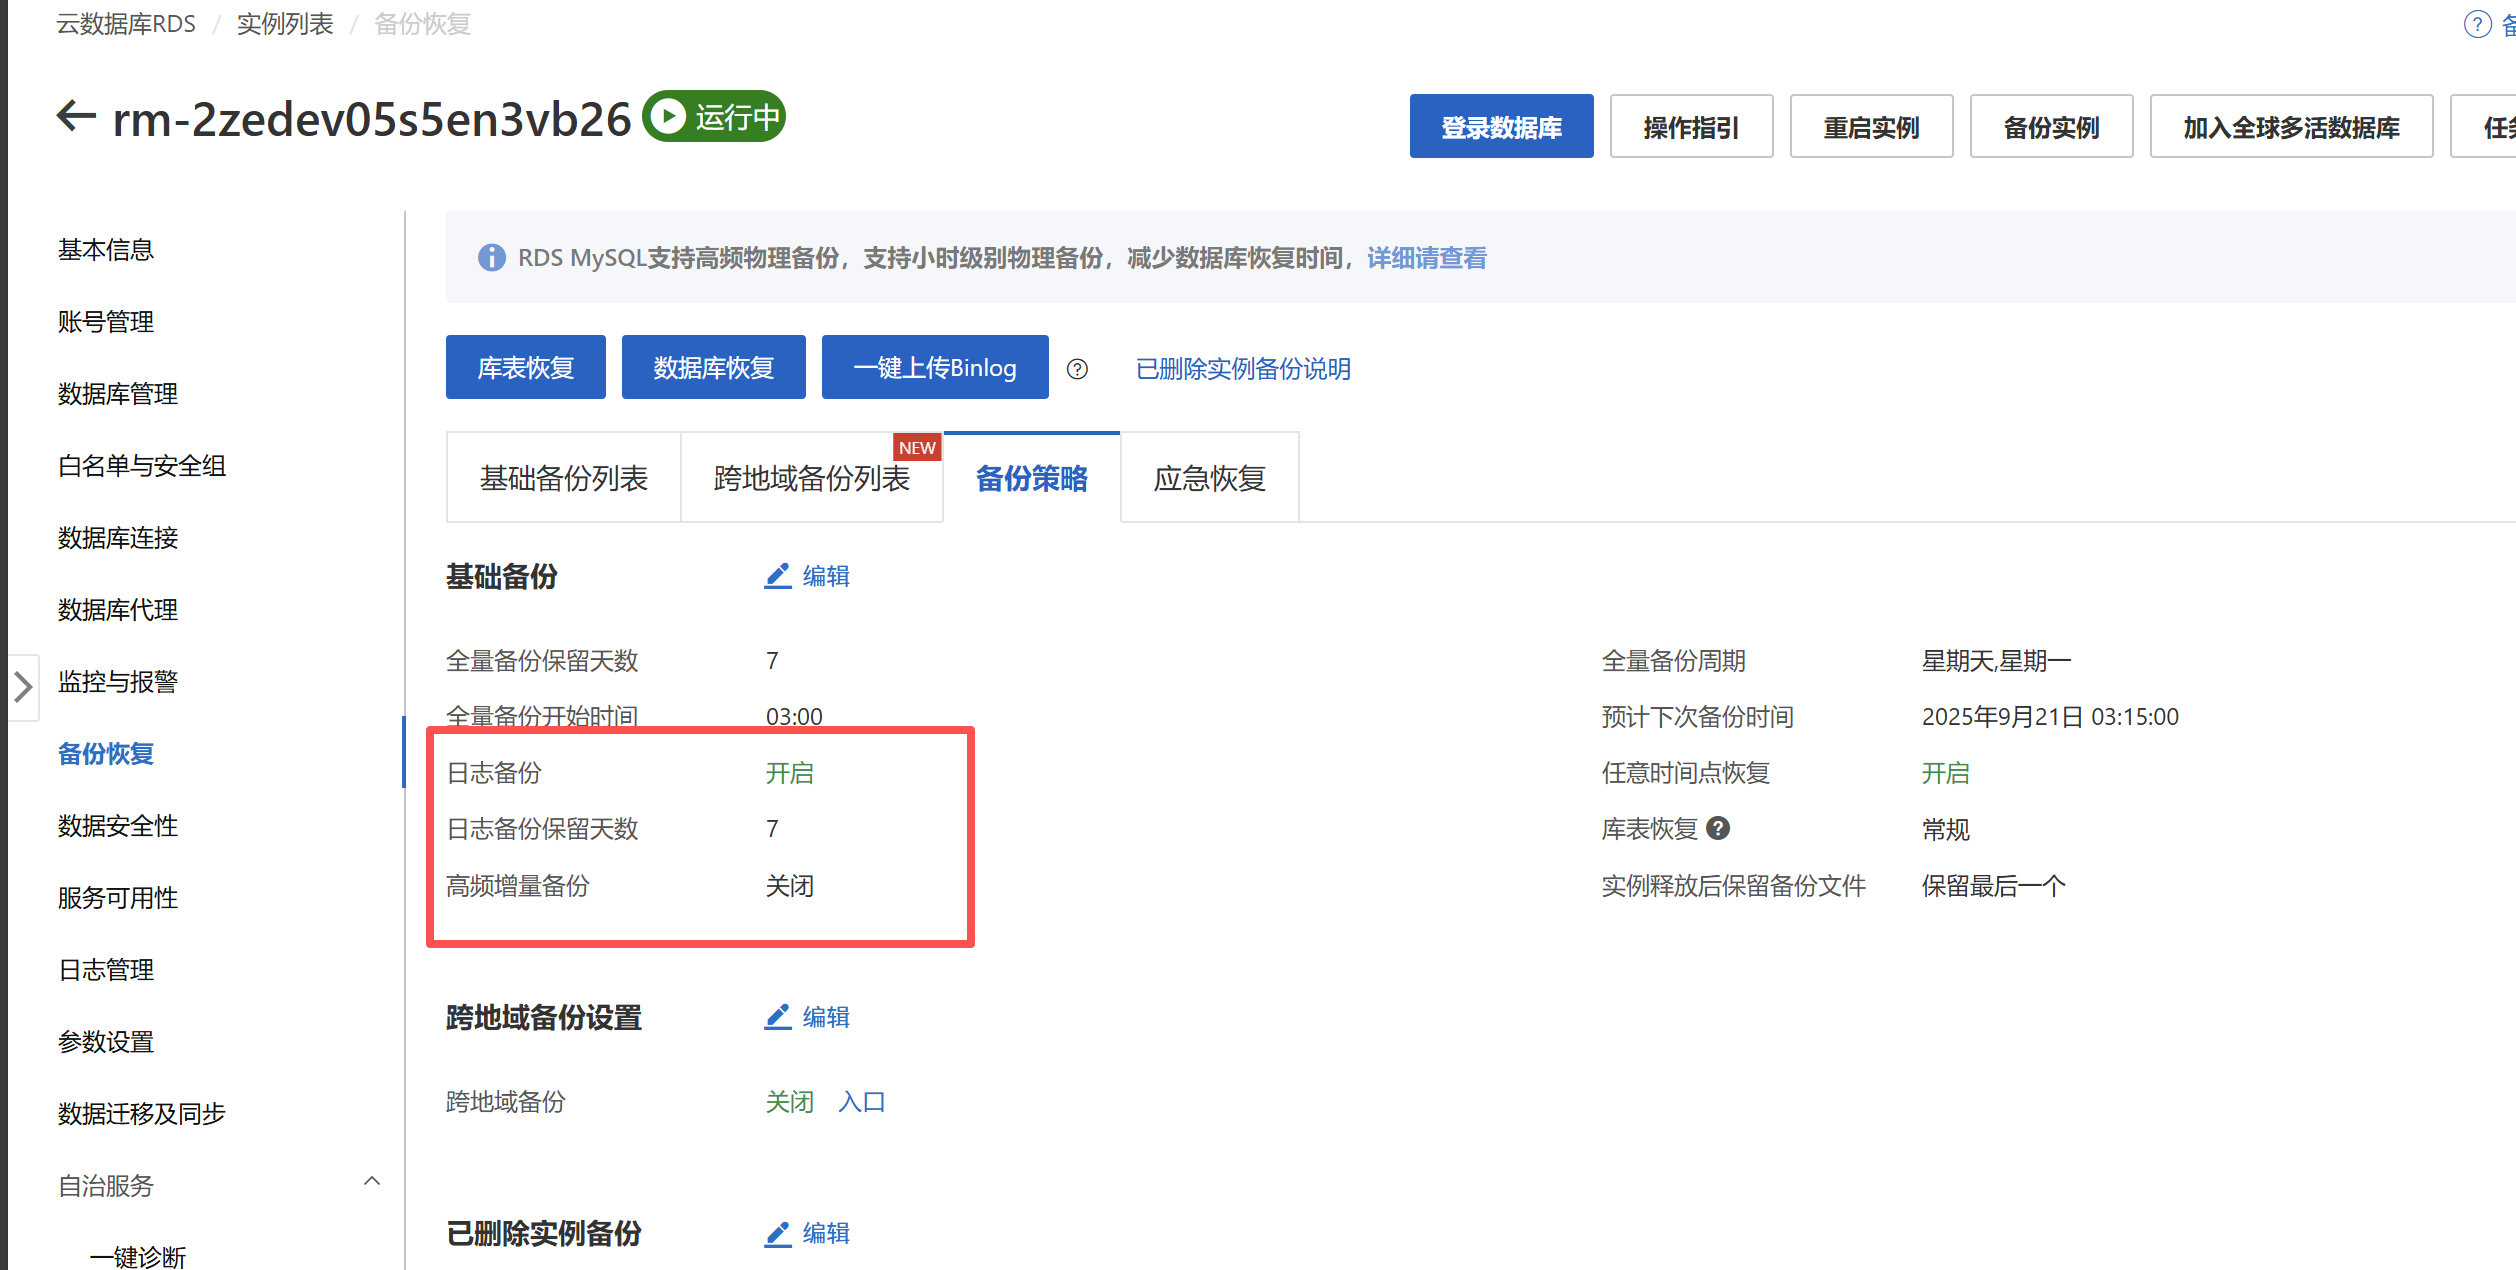 云数据库RDS / 实例列表 / 备份恢复
rm-2zedev05s5en3vb26 运行中
登录数据库 操作指引 重启实例 备份实例 加入全球多活数据库
基本信息
账号管理
数据库管理
白名单与安全组
数据库连接
数据库代理
监控与报警
备份恢复
数据安全性
服务可用性
日志管理
参数设置
数据迁移及同步
自治服务
一键诊断
RDS MySQL支持高频物理备份，支持小时级别物理备份，减少数据库恢复时间，详细请查看
库表恢复 数据库恢复 一键上传Binlog 已删除实例备份说明
基础备份列表 跨地域备份列表 NEW 备份策略 应急恢复
基础备份 编辑
全量备份保留天数 7 全量备份周期 星期天,星期一
全量备份开始时间 03:00 预计下次备份时间 2025年9月21日 03:15:00
日志备份 开启 任意时间点恢复 开启
日志备份保留天数 7 库表恢复 常规
高频增量备份 关闭 实例释放后保留备份文件 保留最后一个
跨地域备份设置 编辑
跨地域备份 关闭 入口
已删除实例备份 编辑